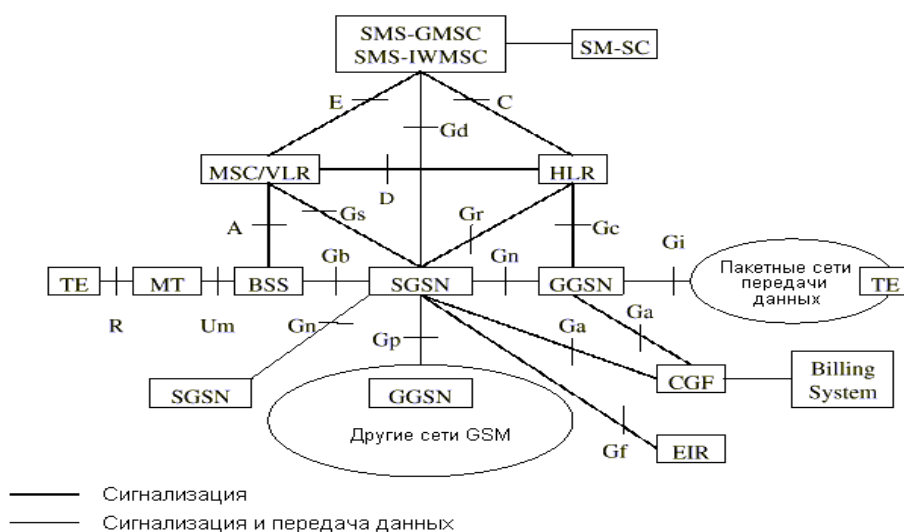 SMS-GMSC
SMS-IWMSC
SM-SC
E
C
Gd
MSC/VLR
HLR
D
A
Gs
Gr
Gc
Gi
Gb
Gn
TE
MT
BSS
SGSN
GGSN
Пакетные сети
передачи
данных
TE
R
Um
Gn
Gp
Ga
Ga
SGSN
GGSN
CGF
Billing
System
Другие сети GSM
Gf
EIR
Сигнализация
Сигнализация и передача данных